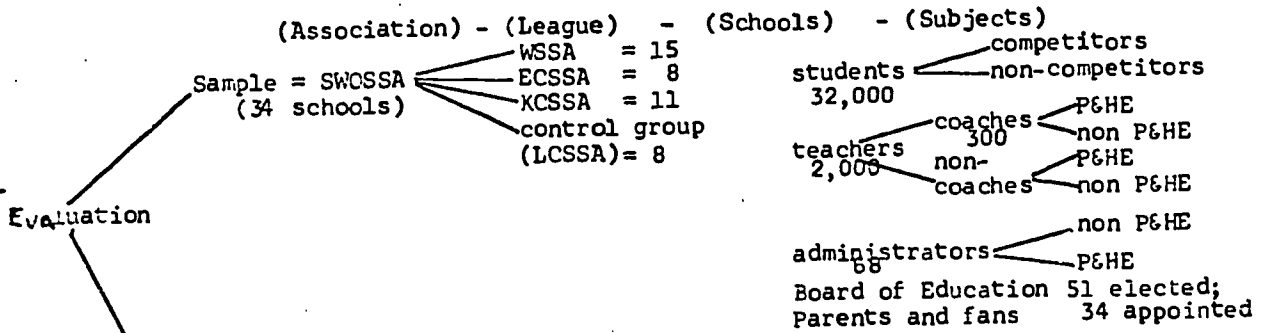 (Association) - (League) - (Schools) - (Subjects)
Sample = SWOSSA
(34 schools)
WSSA = 15
ECSSA = 8
KCSSA = 11
control group
(LCSSA)= 8
Evaluation
students
32,000
competitors
non-competitors
teachers
2,000
coaches
300
P&HE
non P&HE
non-
coaches
P&HE
non P&HE
administrators
68
non P&HE
P&HE
Board of Education 51 elected;
Parents and fans 34 appointed